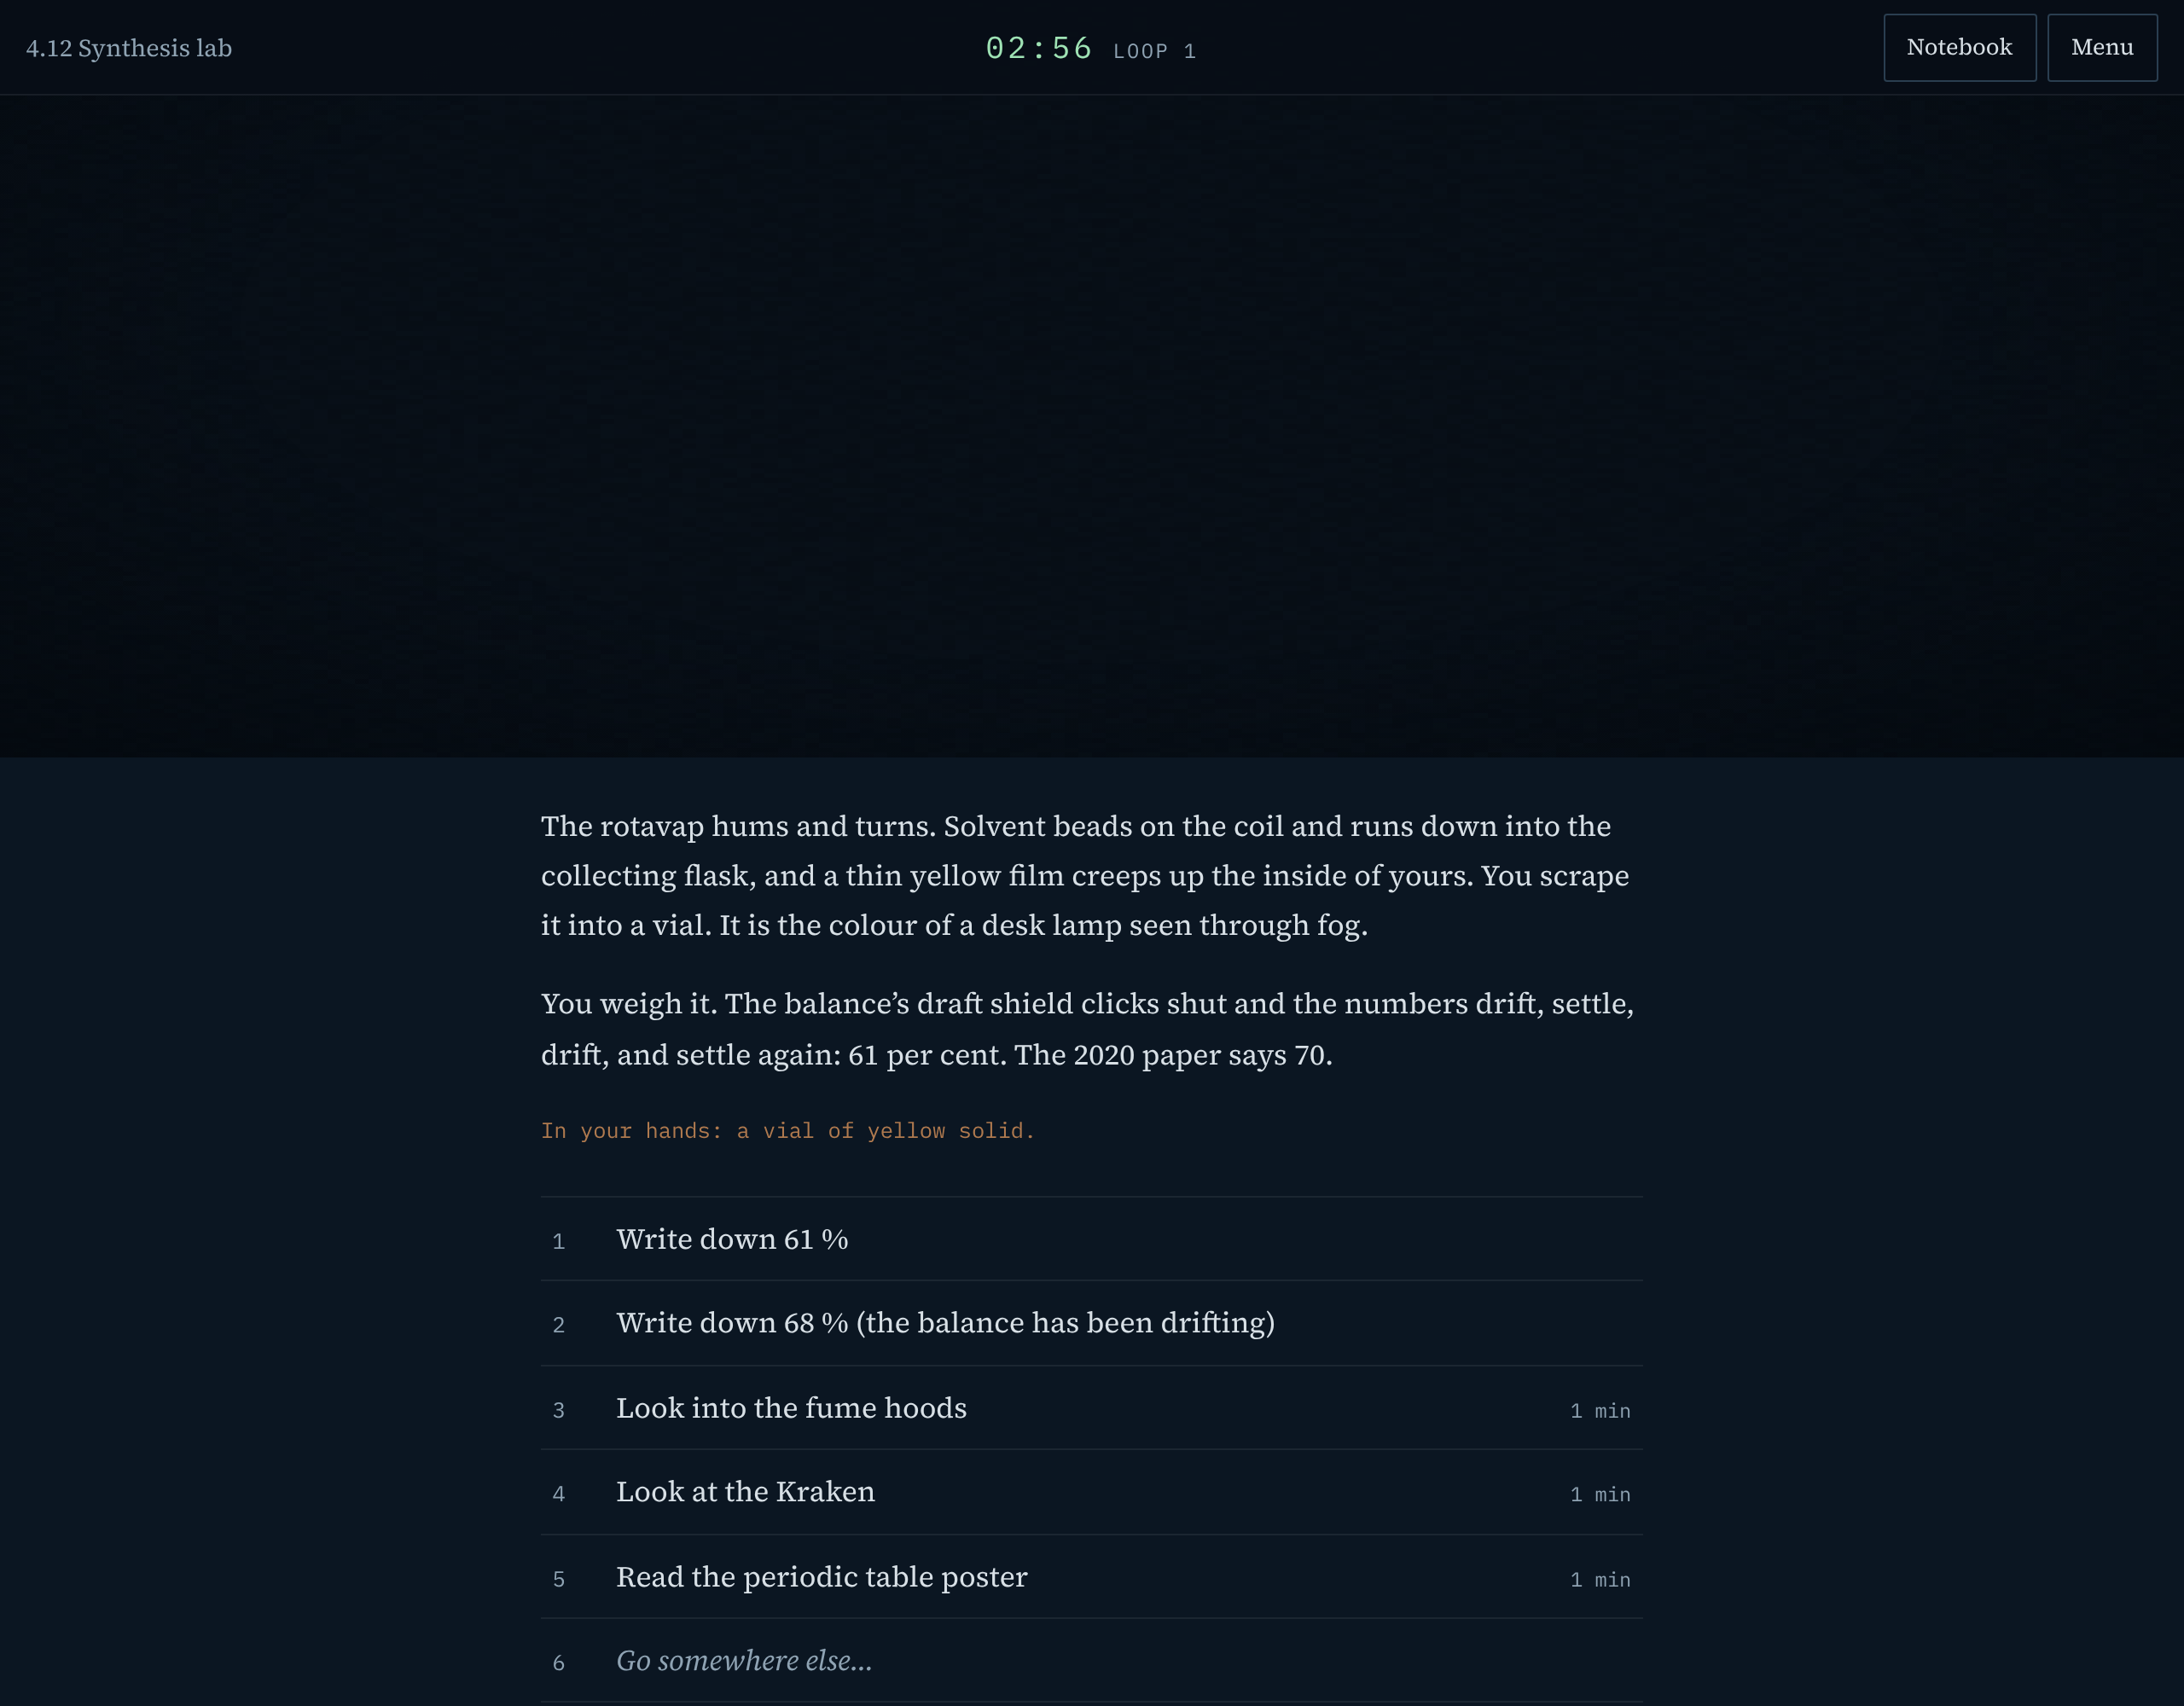 4.12 Synthesis lab
02:56 LOOP 1
Notebook
Menu
The rotavap hums and turns. Solvent beads on the coil and runs down into the
collecting flask, and a thin yellow film creeps up the inside of yours. You scrape
it into a vial. It is the colour of a desk lamp seen through fog.
You weigh it. The balance’s draft shield clicks shut and the numbers drift, settle,
drift, and settle again: 61 per cent. The 2020 paper says 70.
In your hands: a vial of yellow solid.
1 Write down 61 %
2 Write down 68 % (the balance has been drifting)
3 Look into the fume hoods 1 min
4 Look at the Kraken 1 min
5 Read the periodic table poster 1 min
6 Go somewhere else…